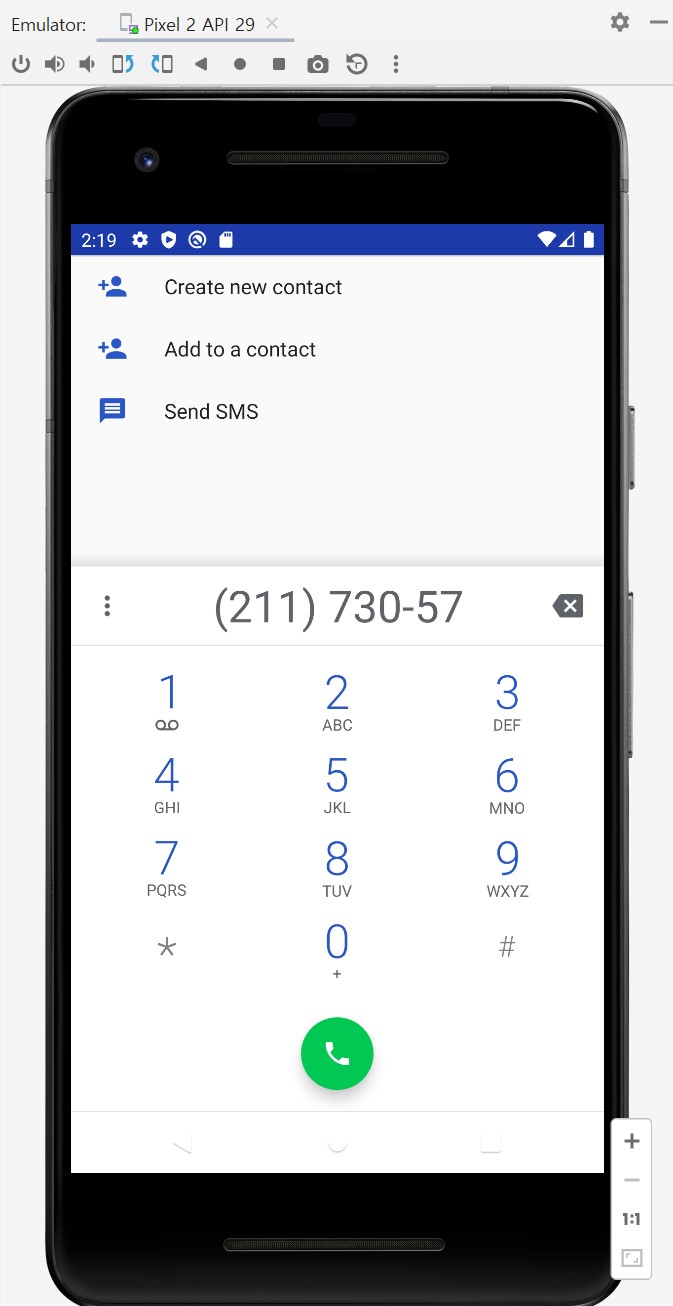 Emulator: Pixel 2 API 29
2:19
Create new contact
Add to a contact
Send SMS
(211) 730-57
1 2 3
ABC DEF
4 5 6
GHI JKL MNO
7 8 9
PQRS TUV WXYZ
* 0 #
+
1:1